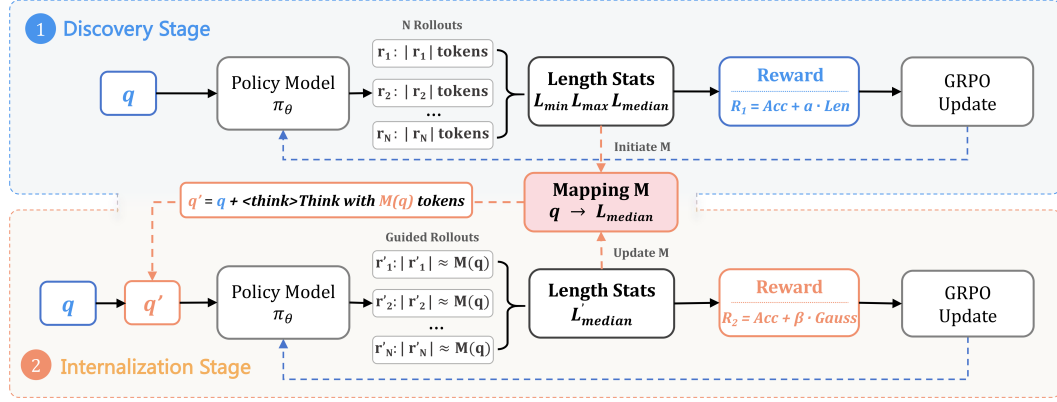 1 Discovery Stage
N Rollouts
q
Policy Model
πθ
r1: | r1 | tokens
r2: | r2 | tokens
...
rN: | rN | tokens
Length Stats
Lmin Lmax Lmedian
Reward
R1 = Acc + α · Len
GRPO
Update
Initiate M
Mapping M
q → Lmedian
q′ = q + <think>Think with M(q) tokens
Update M
Guided Rollouts
q
q′
Policy Model
πθ
r′1: | r′1 | ≈ M(q)
r′2: | r′2 | ≈ M(q)
...
r′N: | r′N | ≈ M(q)
Length Stats
L′median
Reward
R2 = Acc + β · Gauss
GRPO
Update
2 Internalization Stage